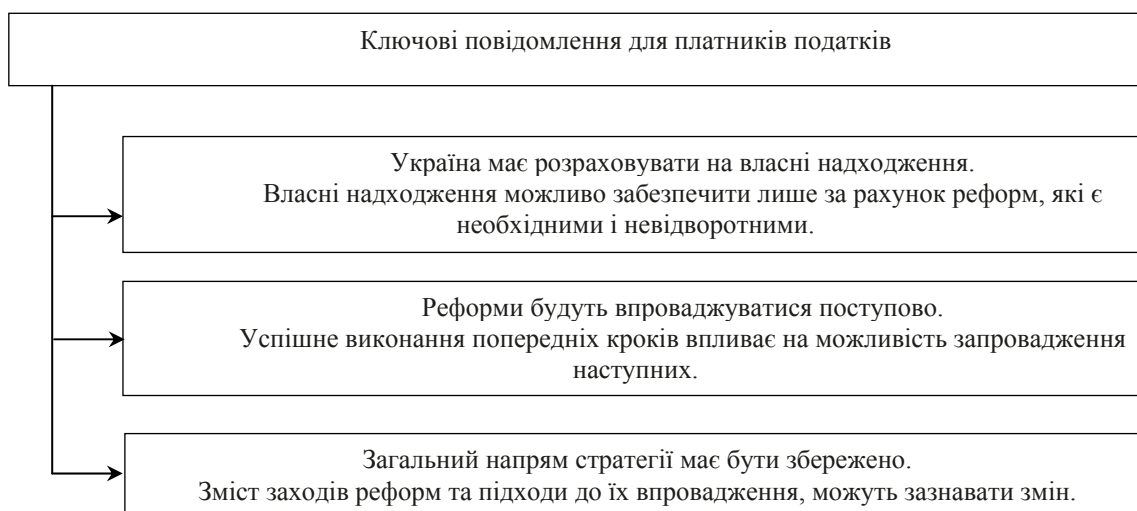 Ключові повідомлення для платників податків
Україна має розраховувати на власні надходження.
Власні надходження можливо забезпечити лише за рахунок реформ, які є
необхідними і невідворотними.
Реформи будуть впроваджуватися поступово.
Успішне виконання попередніх кроків впливає на можливість запровадження
наступних.
Загальний напрям стратегії має бути збережено.
Зміст заходів реформ та підходи до їх впровадження, можуть зазнавати змін.